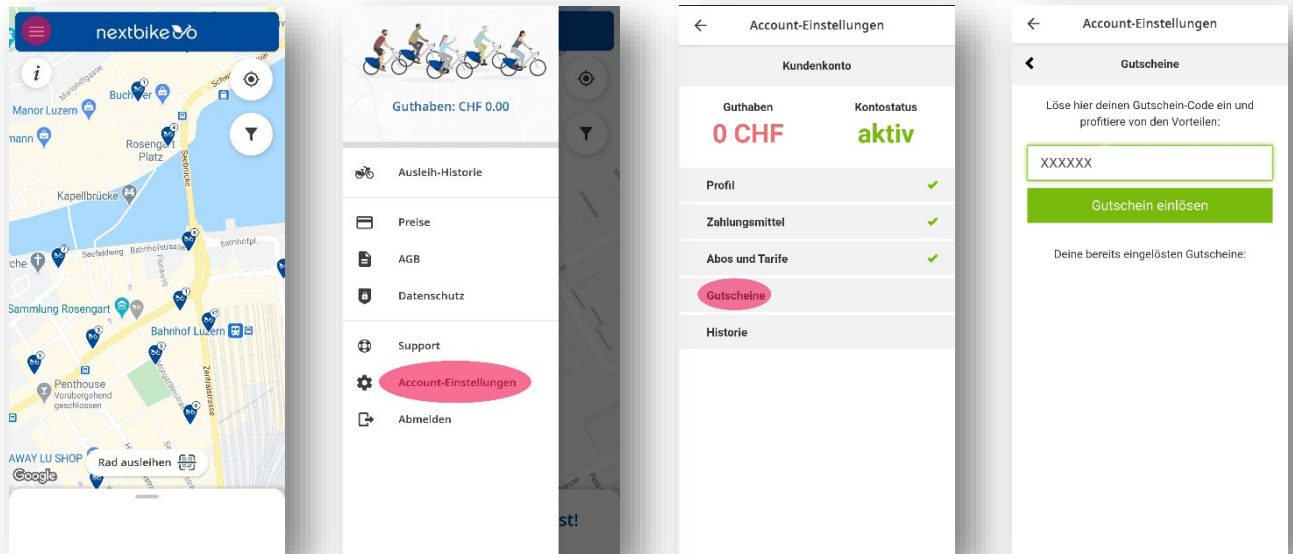 nextbike
i
Manor Luzern
Rosengart
Platz
Seebrücke
Kapellbrücke
Seefeldweg
Bahnhofstrasse
Bahnhofpl.
Floraweg
Sammlung Rosengart
Bahnhof Luzern
Penthouse
Vorübergehend
geschlossen
Zentralstrasse
AWAY LU SHOP
Rad ausleihen
Google
Guthaben: CHF 0.00
Ausleih-Historie
Preise
AGB
Datenschutz
Support
Account-Einstellungen
Abmelden
st!
Account-Einstellungen
Kundenkonto
Guthaben
Kontostatus
0 CHF
aktiv
Profil
Zahlungsmittel
Abos und Tarife
Gutscheine
Historie
Account-Einstellungen
Gutscheine
Löse hier deinen Gutschein-Code ein und
profitiere von den Vorteilen:
XXXXXX
Gutschein einlösen
Deine bereits eingelösten Gutscheine: